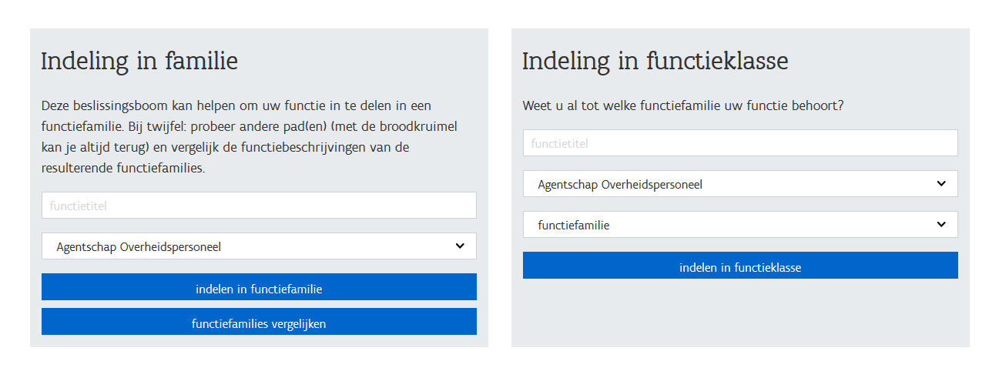 Indeling in familie
Deze beslissingsboom kan helpen om uw functie in te delen in een
functiefamilie. Bij twijfel: probeer andere pad(en) (met de broodkruimel
kan je altijd terug) en vergelijk de functiebeschrijvingen van de
resulterende functiefamilies.
functietitel
Agentschap Overheidspersoneel
indelen in functiefamilie
functiefamilies vergelijken
Indeling in functieklasse
Weet u al tot welke functiefamilie uw functie behoort?
functietitel
Agentschap Overheidspersoneel
functiefamilie
indelen in functieklasse